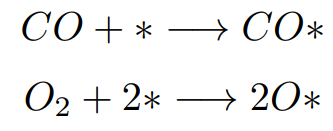 CO + * ⟶ CO*
O₂ + 2* ⟶ 2O*